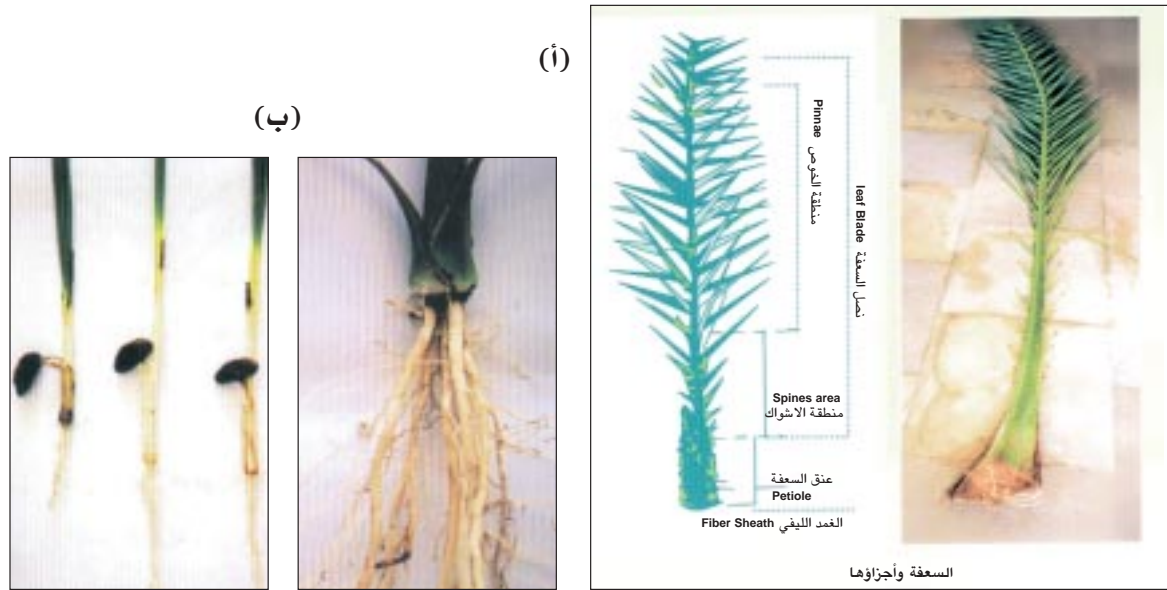 (أ)
(ب)
Pinnae منطقة الخوص
leaf Blade نصل السعفة
Spines area
منطقة الاشواك
عنق السعفة
Petiole
الغمد الليفي Fiber Sheath
السعفة وأجزاؤها